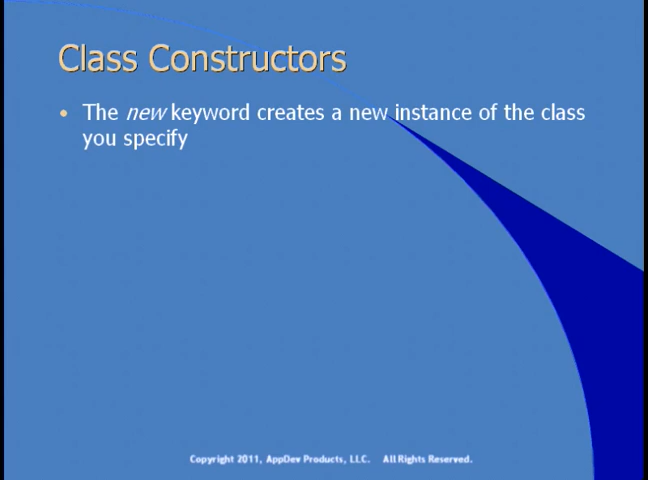 Class Constructors
• The new keyword creates a new instance of the class
you specify
Copyright 2011, AppDev Products, LLC. All Rights Reserved.